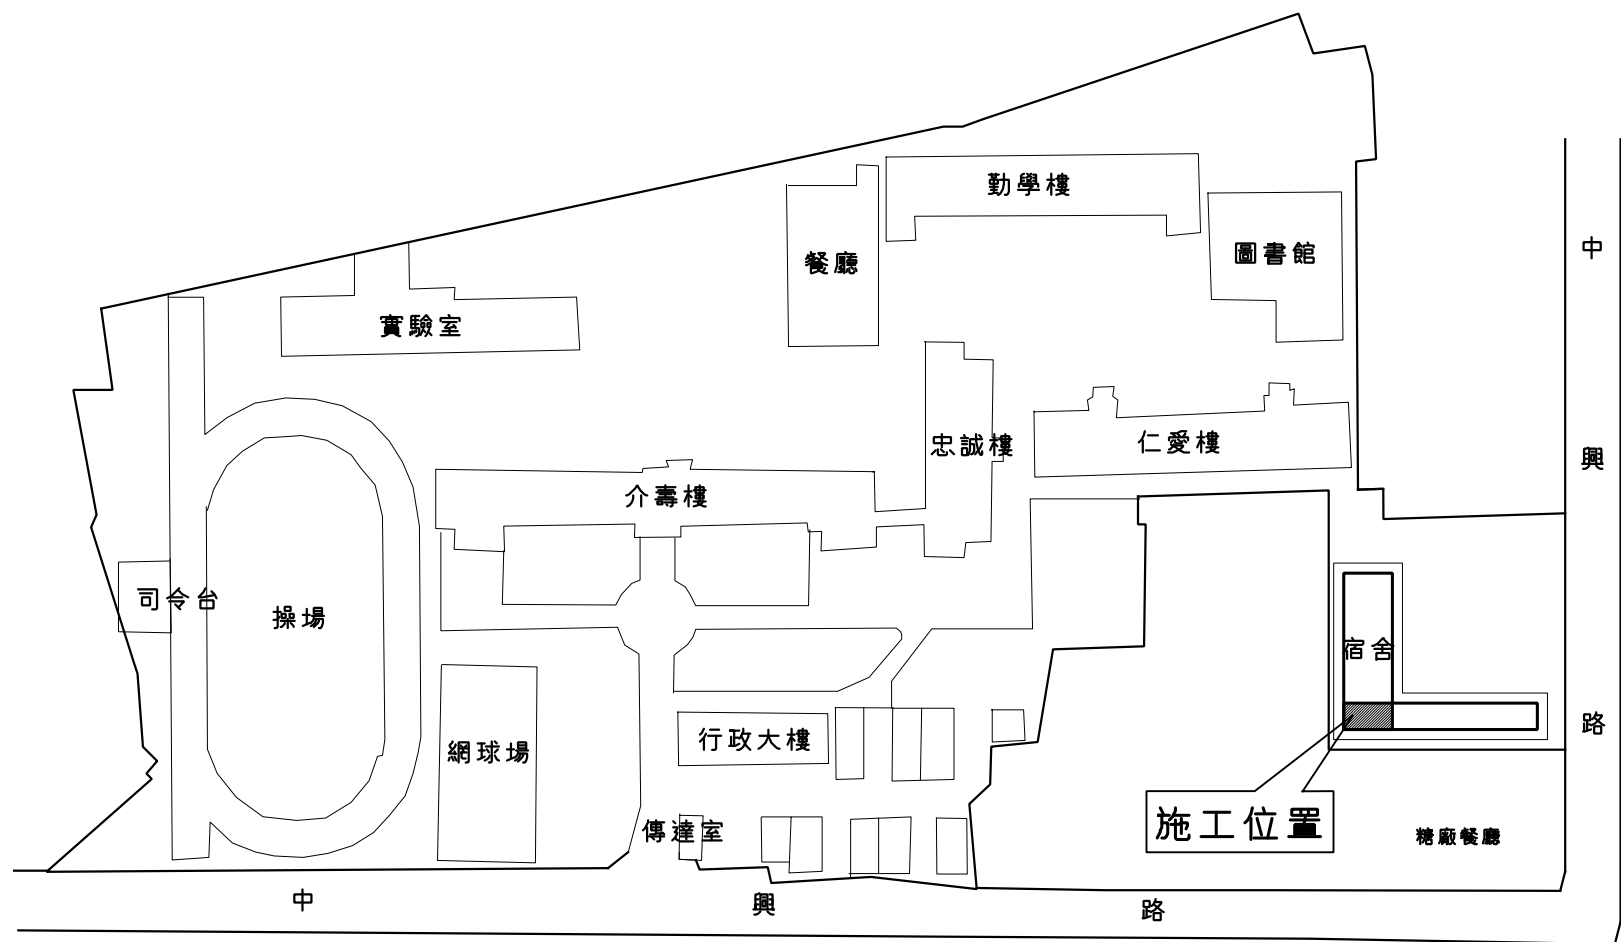 勤學樓
圖書館
中興路
餐廳
實驗室
忠誠樓
仁愛樓
介壽樓
司令台
操場
宿舍
網球場
行政大樓
傳達室
施工位置
糖廠餐廳
中興路